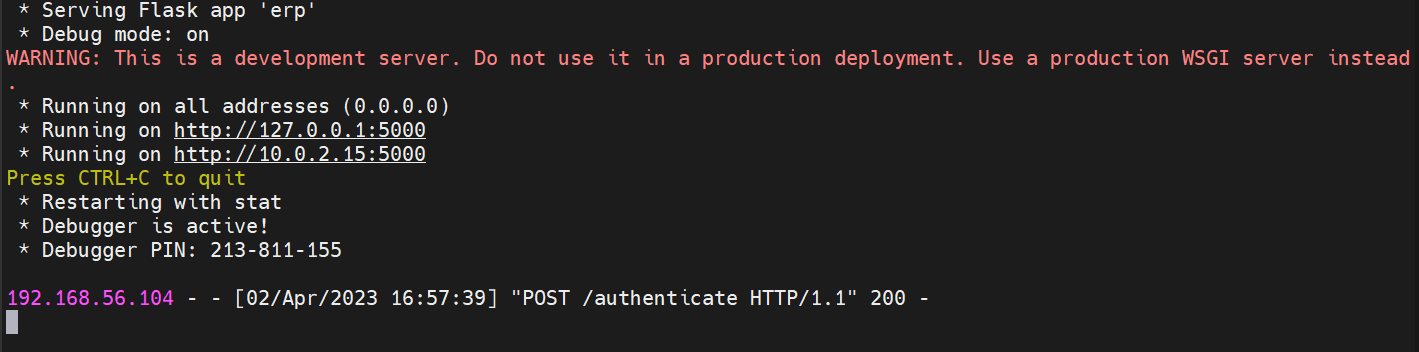 * Serving Flask app 'erp'
* Debug mode: on
WARNING: This is a development server. Do not use it in a production deployment. Use a production WSGI server instead
.
* Running on all addresses (0.0.0.0)
* Running on http://127.0.0.1:5000
* Running on http://10.0.2.15:5000
Press CTRL+C to quit
* Restarting with stat
* Debugger is active!
* Debugger PIN: 213-811-155
192.168.56.104 - - [02/Apr/2023 16:57:39] "POST /authenticate HTTP/1.1" 200 -